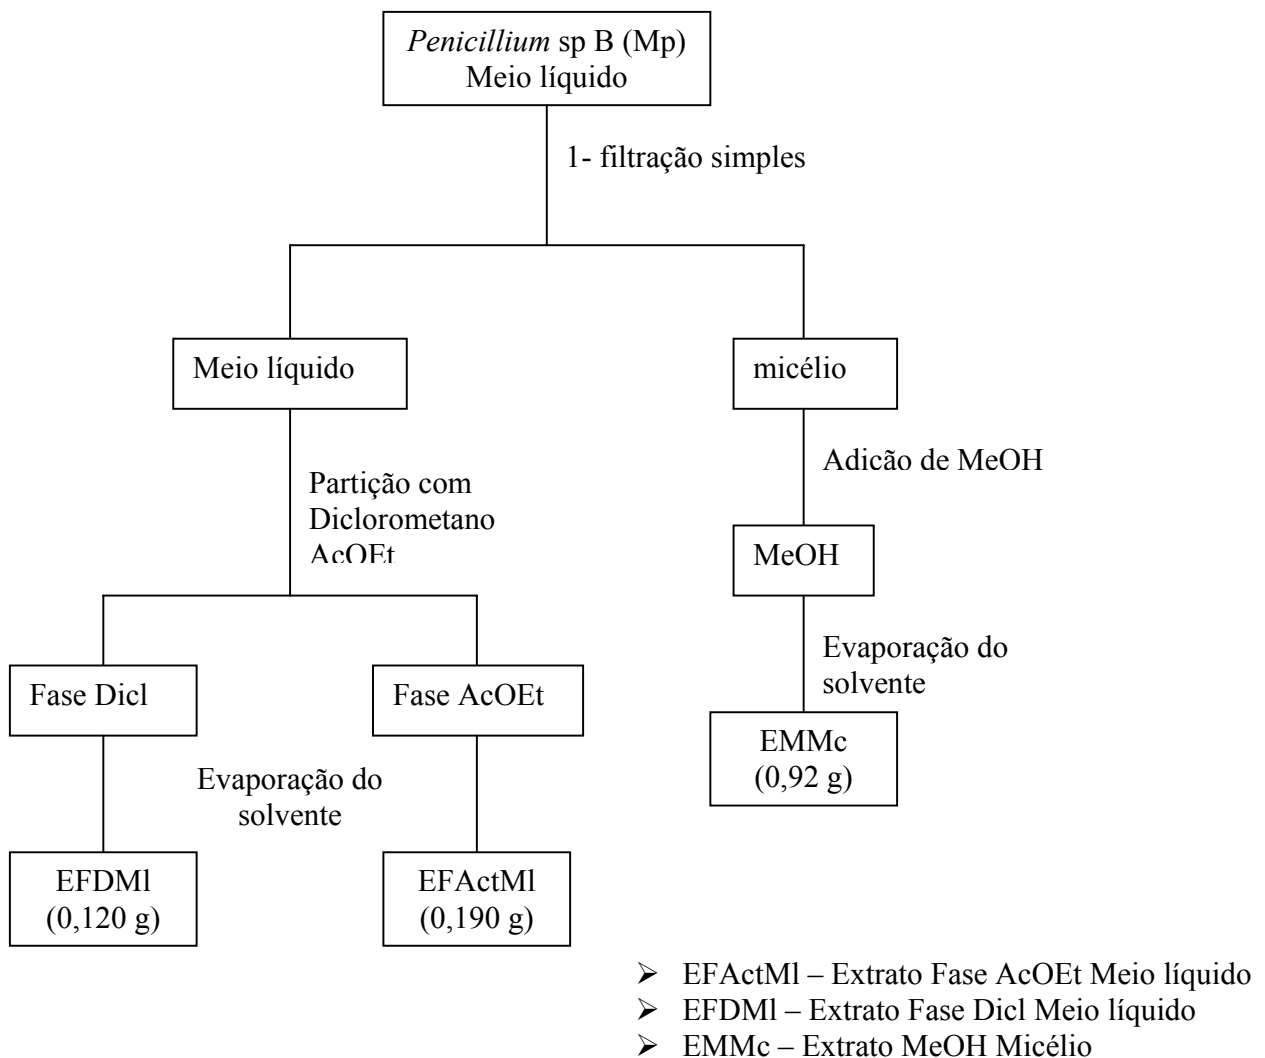 Penicillium sp B (Mp)
Meio líquido
1- filtração simples
Meio líquido
micélio
Partição com
Diclorometano
AcOEt
Adicão de MeOH
MeOH
Evaporação do
solvente
Fase Dicl
Fase AcOEt
EMMc
(0,92 g)
Evaporação do
solvente
EFDMl
(0,120 g)
EFActMl
(0,190 g)
➢ EFActMl – Extrato Fase AcOEt Meio líquido
➢ EFDMl – Extrato Fase Dicl Meio líquido
➢ EMMc – Extrato MeOH Micélio